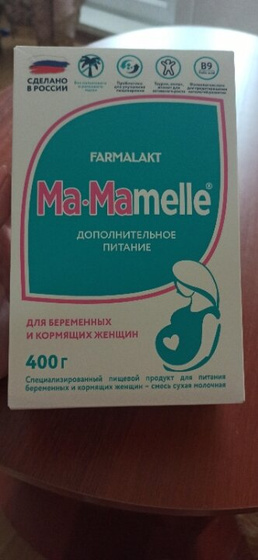 СДЕЛАНО
В РОССИИ
B9
FARMALAKT
Ma·Mamelle®
ДОПОЛНИТЕЛЬНОЕ
ПИТАНИЕ
ДЛЯ БЕРЕМЕННЫХ
И КОРМЯЩИХ ЖЕНЩИН
400 г
Специализированный пищевой продукт для питания
беременных и кормящих женщин – смесь сухая молочная